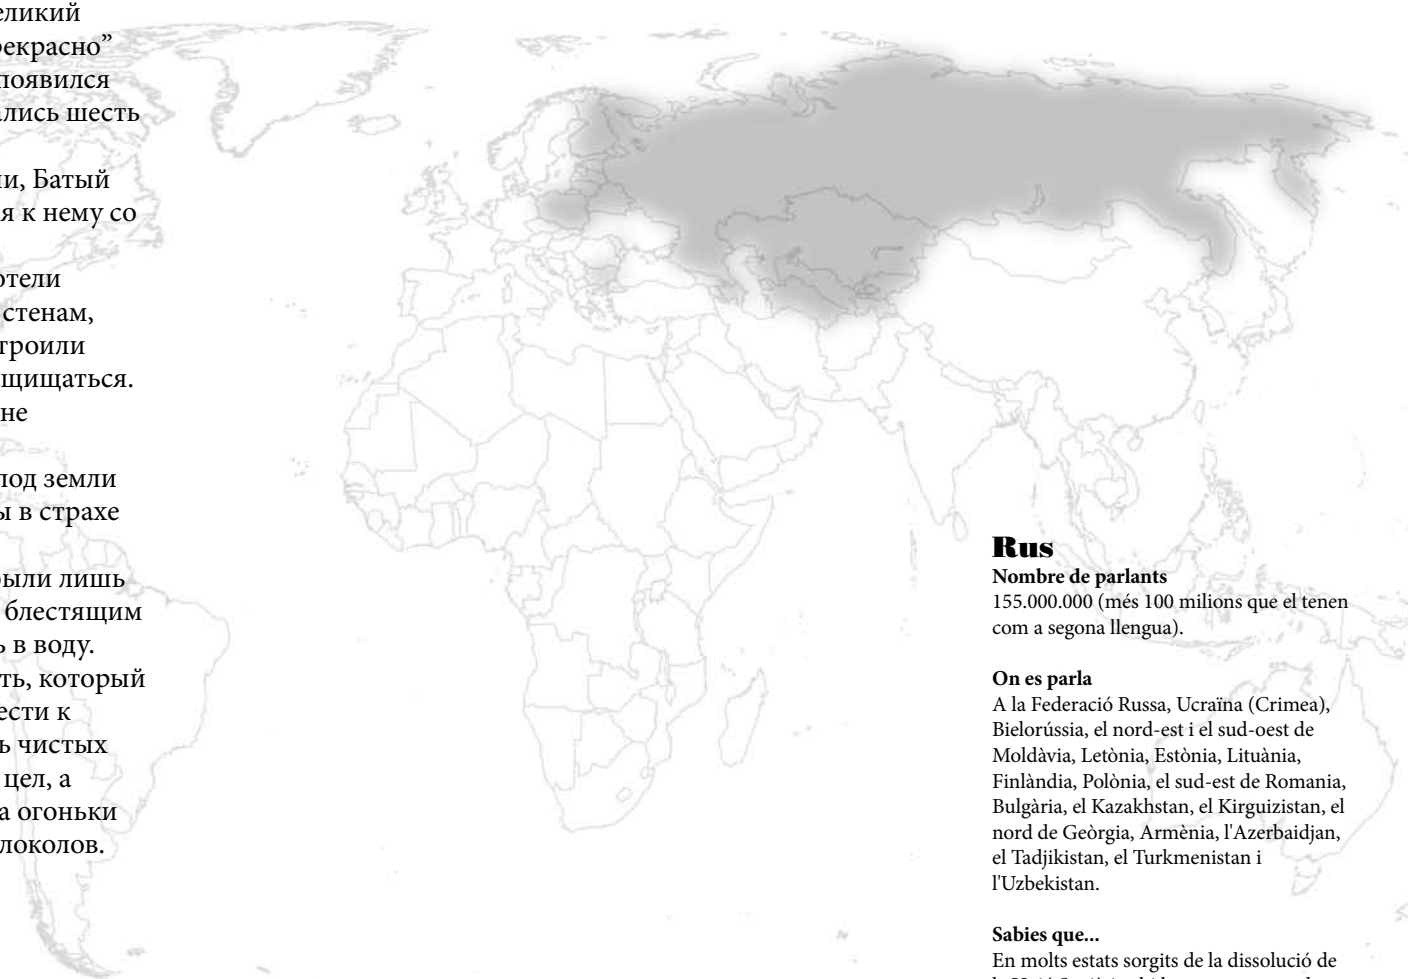 еликий
рекрасно”
появился
ались шесть
ли, Батый
я к нему со
отели
стенам,
троили
щищаться.
не
под земли
ы в страхе
рыли лишь
блестящим
ь в воду.
ть, который
ести к
ь чистых
цел, а
а огоньки
локолов.
Rus
Nombre de parlants
155.000.000 (més 100 milions que el tenen
com a segona llengua).
On es parla
A la Federació Russa, Ucraïna (Crimea),
Bielorússia, el nord-est i el sud-oest de
Moldàvia, Letònia, Estònia, Lituània,
Finlàndia, Polònia, el sud-est de Romania,
Bulgària, el Kazakhstan, el Kirguizistan, el
nord de Geòrgia, Armènia, l'Azerbaidjan,
el Tadjikistan, el Turkmenistan i
l'Uzbekistan.
Sabies que...
En molts estats sorgits de la dissolució de